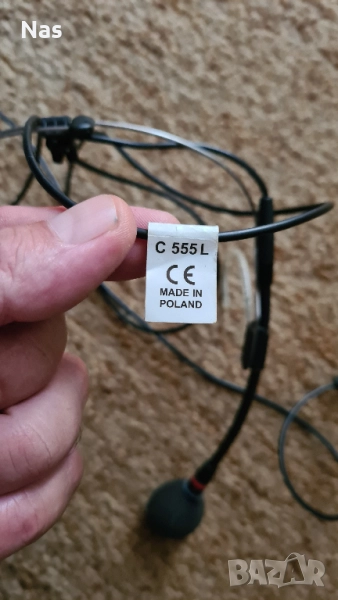 Nas
C 555 L
CE
MADE IN
POLAND
BAZAR